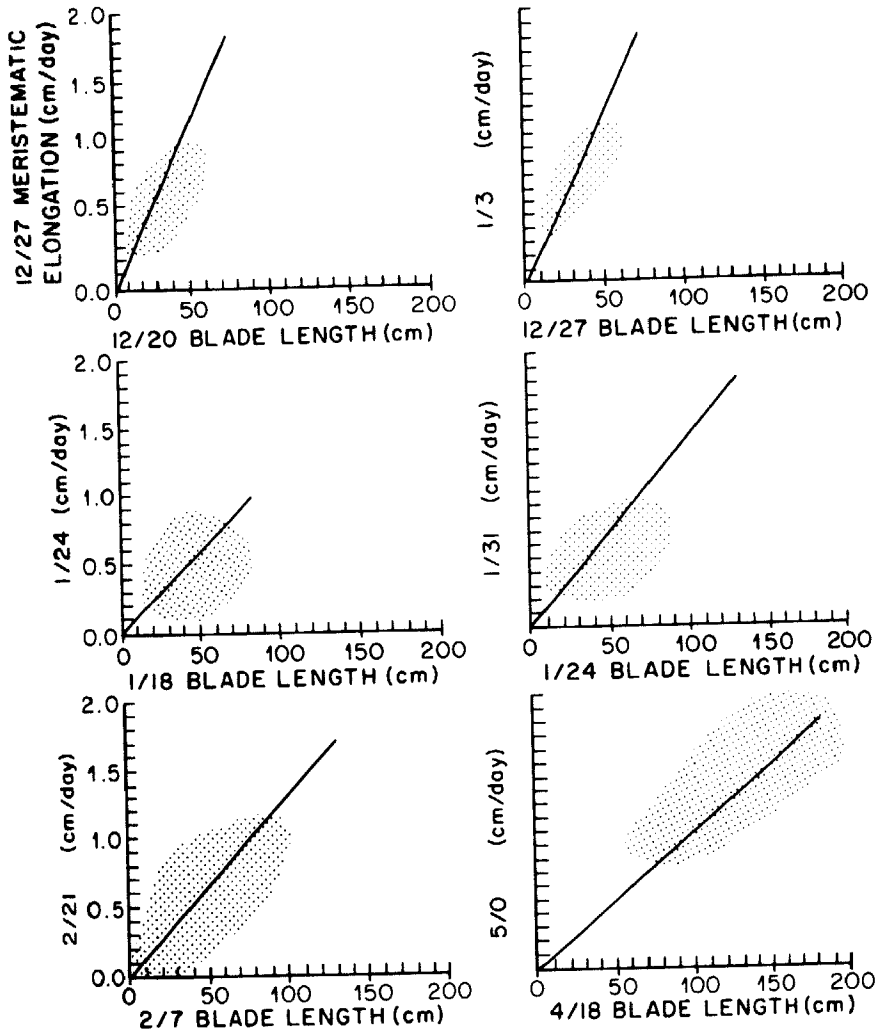 12/27 MERISTEMATIC
ELONGATION (cm/day)
2.0
1.5
1.0
0.5
0.0
0 50 100 150 200
12/20 BLADE LENGTH (cm)
1/3 (cm/day)
0 50 100 150 200
12/27 BLADE LENGTH (cm)
1/24 (cm/day)
2.0
1.5
1.0
0.5
0.0
0 50 100 150 200
1/18 BLADE LENGTH (cm)
1/31 (cm/day)
0 50 100 150 200
1/24 BLADE LENGTH (cm)
2/21 (cm/day)
2.0
1.5
1.0
0.5
0.0
0 50 100 150 200
2/7 BLADE LENGTH (cm)
5/0 (cm/day)
0 50 100 150 200
4/18 BLADE LENGTH (cm)